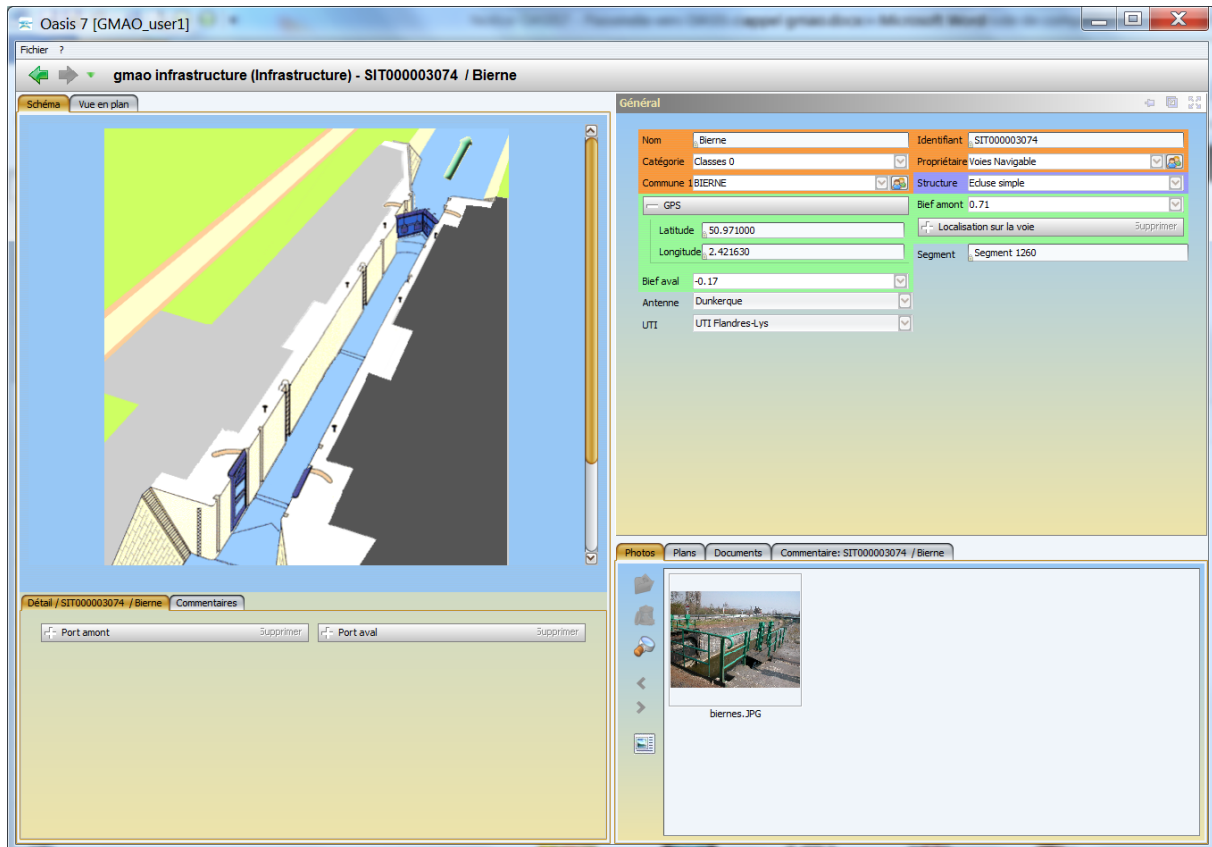 Oasis 7 [GMAO_user1]
Fichier ?
gmao infrastructure (Infrastructure) - SIT000003074 / Bierne
Schéma Vue en plan
Général
Nom Bierne Identifiant SIT000003074
Catégorie Classes 0 Propriétaire Voies Navigable
Commune 1 BIERNE Structure Ecluse simple
GPS Bief amont 0.71
Latitude 50.971000 Localisation sur la voie Supprimer
Longitude 2.421630 Segment Segment 1260
Bief aval -0.17
Antenne Dunkerque
UTI UTI Flandres-Lys
Photos Plans Documents Commentaire: SIT000003074 / Bierne
biernes.JPG
Détail / SIT000003074 / Bierne Commentaires
Port amont Supprimer Port aval Supprimer